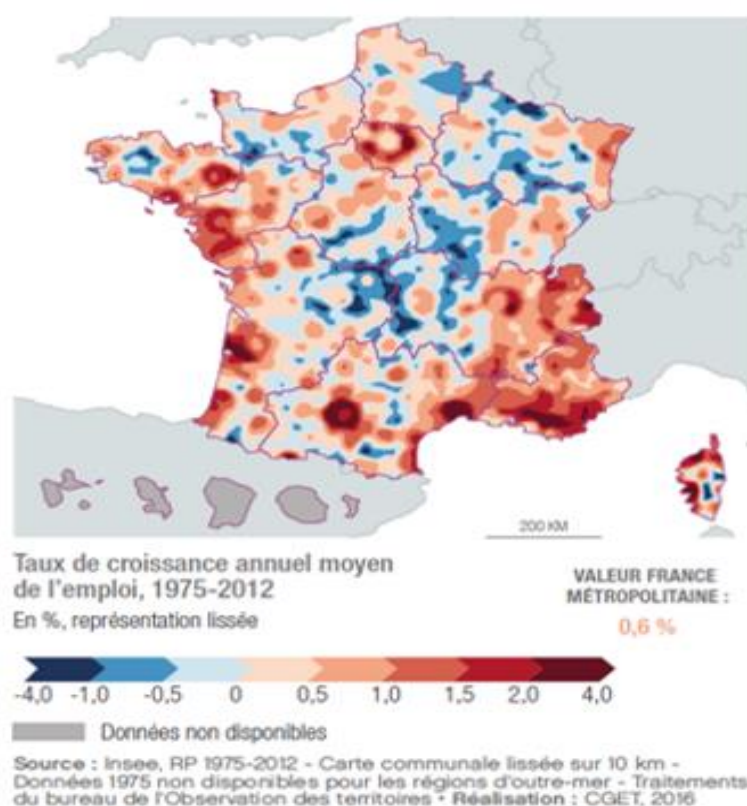 200 KM
Taux de croissance annuel moyen
de l'emploi, 1975-2012
En %, représentation lissée
VALEUR FRANCE
MÉTROPOLITAINE :
0,6 %
-4,0 -1,0 -0,5 0 0,5 1,0 1,5 2,0 4,0
Données non disponibles
Source : Insee, RP 1975-2012 - Carte communale lissée sur 10 km -
Données 1975 non disponibles pour les régions d'outre-mer - Traitements
du bureau de l'Observation des territoires • Réalisation : CGET, 2016